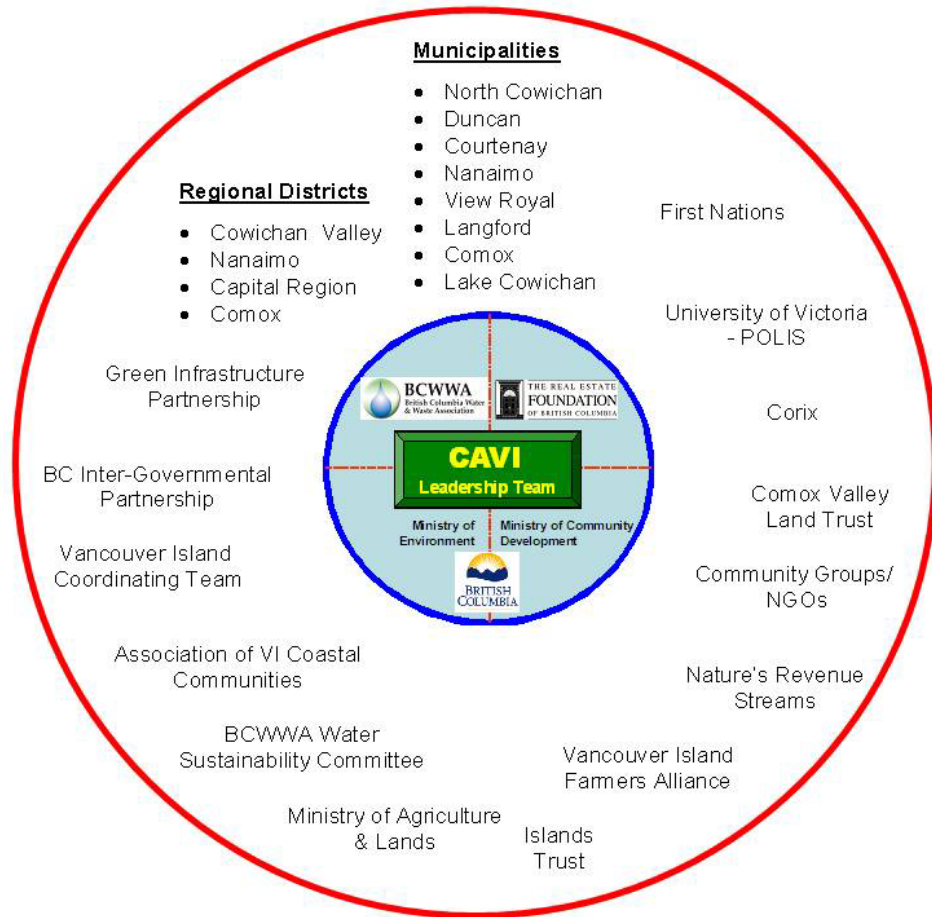 Municipalities
• North Cowichan
• Duncan
• Courtenay
• Nanaimo
• View Royal
• Langford
• Comox
• Lake Cowichan
Regional Districts
• Cowichan Valley
• Nanaimo
• Capital Region
• Comox
First Nations
University of Victoria
- POLIS
Corix
Comox Valley
Land Trust
Community Groups/
NGOs
Nature's Revenue
Streams
Vancouver Island
Farmers Alliance
Islands
Trust
Ministry of Agriculture
& Lands
BCWWA Water
Sustainability Committee
Association of VI Coastal
Communities
Vancouver Island
Coordinating Team
BC Inter-Governmental
Partnership
Green Infrastructure
Partnership
BCWWA
British Columbia Water
& Waste Association
THE REAL ESTATE
FOUNDATION
OF BRITISH COLUMBIA
CAVI
Leadership Team
Ministry of
Environment
Ministry of Community
Development
BRITISH
COLUMBIA